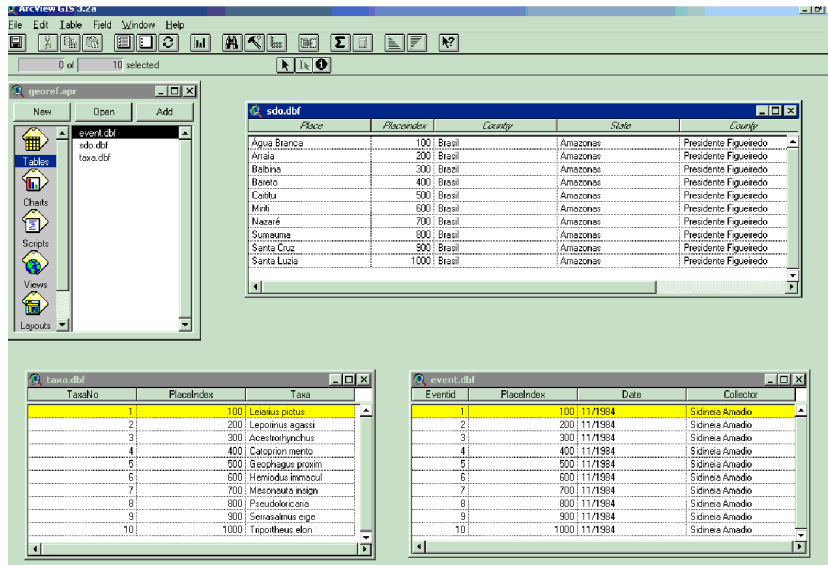 ArcView GIS 3.2a
File Edit Table Field Window Help
0 of 10 selected
georef.apr
New Open Add
Tables
Charts
Scripts
Views
Layouts
event.dbf
sdo.dbf
taxa.dbf
sdo.dbf
Place Placeindex Country State County
Água Branca 100 Brasil Amazonas Presidente Figueiredo
Arraia 200 Brasil Amazonas Presidente Figueiredo
Balbina 300 Brazil Amazonas Presidente Figueiredo
Bareto 400 Brasil Amazonas Presidente Figueiredo
Caititu 500 Brasil Amazonas Presidente Figueiredo
Miriti 600 Brasil Amazonas Presidente Figueiredo
Nazaré 700 Brasil Amazonas Presidente Figueiredo
Sumauma 800 Brasil Amazonas Presidente Figueiredo
Santa Cruz 900 Brasil Amazonas Presidente Figueiredo
Santa Luzia 1000 Brasil Amazonas Presidente Figueiredo
taxa.dbf
TaxaNo PlaceIndex Taxa
1 100 Leiarius pictus
2 200 Leporinus agassi
3 300 Acestrorhynchus
4 400 Catoprion mento
5 500 Geophagus proxim
6 600 Hemiodus immacul
7 700 Mesonauta insign
8 800 Pseudoloricaria
9 900 Serrasalmus eige
10 1000 Triportheus elon
event.dbf
Eventid PlaceIndex Date Collector
1 100 11/1984 Sidineia Amadio
2 200 11/1984 Sidineia Amadio
3 300 11/1984 Sidineia Amadio
4 400 11/1984 Sidineia Amadio
5 500 11/1984 Sidineia Amadio
6 600 11/1984 Sidineia Amadio
7 700 11/1984 Sidineia Amadio
8 800 11/1984 Sidineia Amadio
9 900 11/1984 Sidineia Amadio
10 1000 11/1984 Sidineia Amadio